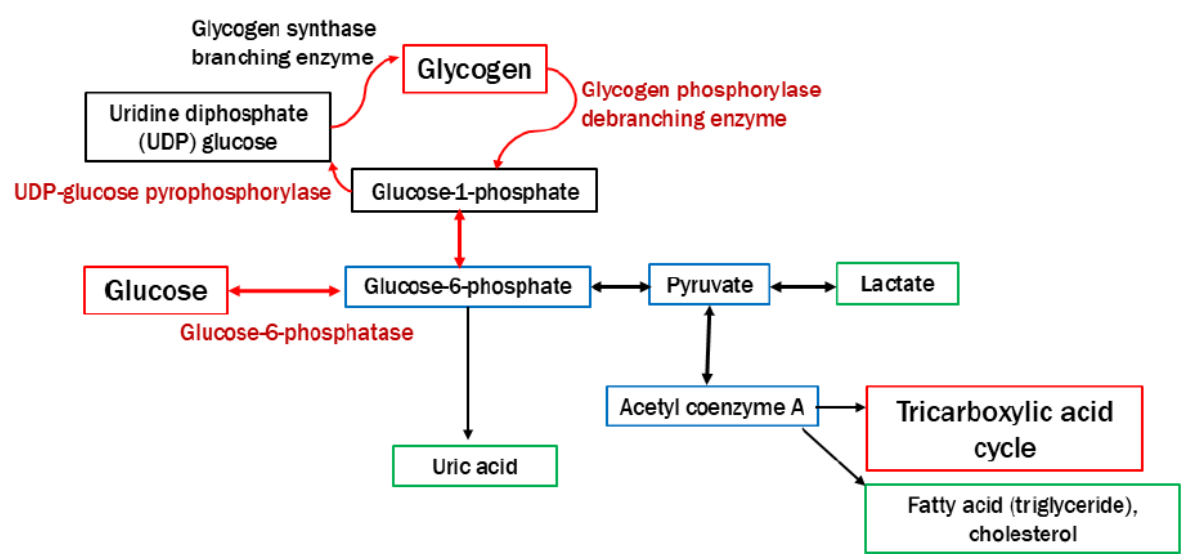 Glycogen synthase
branching enzyme
Glycogen
Glycogen phosphorylase
debranching enzyme
Uridine diphosphate
(UDP) glucose
UDP-glucose pyrophosphorylase
Glucose-1-phosphate
Glucose
Glucose-6-phosphate
Pyruvate
Lactate
Glucose-6-phosphatase
Acetyl coenzyme A
Tricarboxylic acid
cycle
Uric acid
Fatty acid (triglyceride),
cholesterol